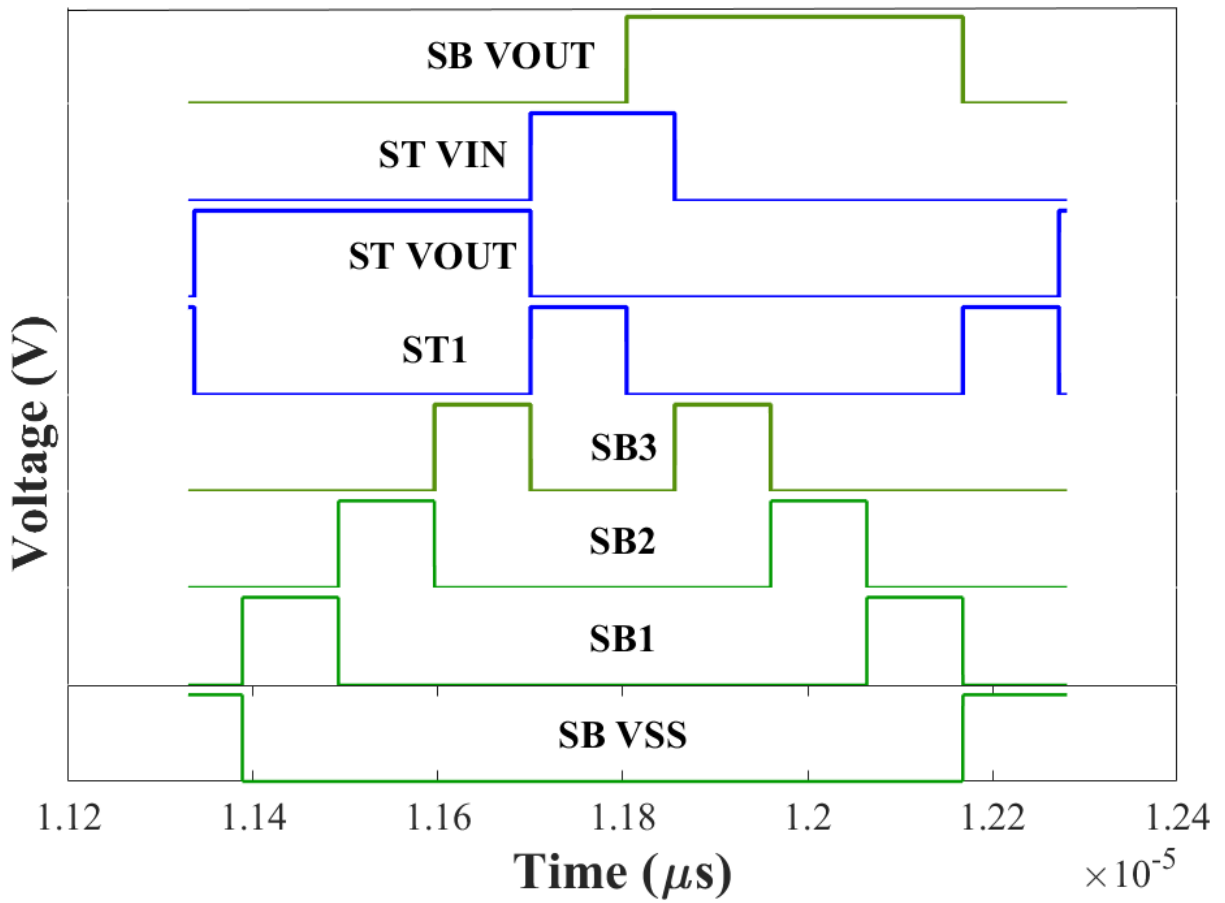 SB VOUT
ST VIN
ST VOUT
ST1
SB3
SB2
SB1
SB VSS
Voltage (V)
1.12 1.14 1.16 1.18 1.2 1.22 1.24
Time (μs)
×10⁻⁵